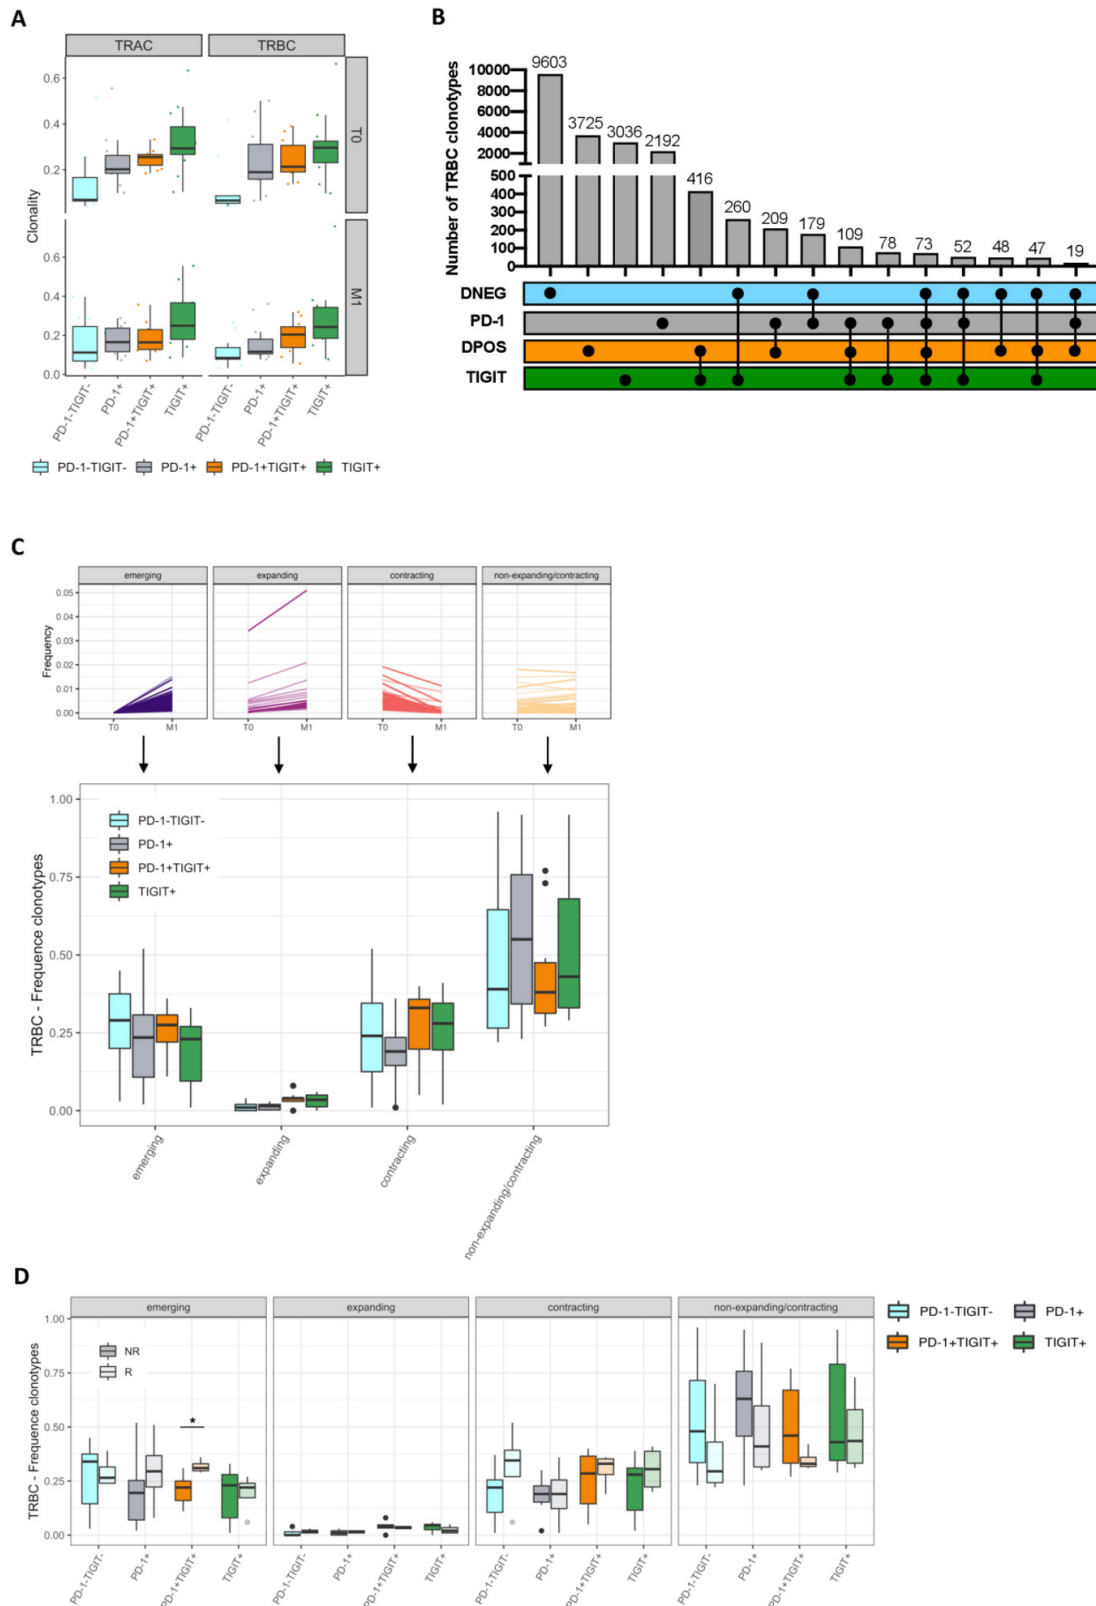 A
TRAC
TRBC
0.6
0.4
0.2
T0
Clonality
0.6
0.4
0.2
0.0
M1
PD-1-TIGIT-
PD-1+
PD-1+TIGIT+
TIGIT+
PD-1-TIGIT-
PD-1+
PD-1+TIGIT+
TIGIT+
PD-1-TIGIT-
PD-1+
PD-1+TIGIT+
TIGIT+
B
Number of TRBC clonotypes
10000
8000
6000
4000
2000
500
400
300
200
100
0
9603
3725
3036
2192
416
260
209
179
109
78
73
52
48
47
19
DNEG
PD-1
DPOS
TIGIT
C
emerging
expanding
contracting
non-expanding/contracting
Frequency
0.05
0.04
0.03
0.02
0.01
0.00
T0
M1
T0
M1
T0
M1
T0
M1
TRBC - Frequence clonotypes
1.00
0.75
0.50
0.25
0.00
PD-1-TIGIT-
PD-1+
PD-1+TIGIT+
TIGIT+
emerging
expanding
contracting
non-expanding/contracting
D
emerging
expanding
contracting
non-expanding/contracting
TRBC - Frequence clonotypes
1.00
0.75
0.50
0.25
0.00
NR
R
*
PD-1-TIGIT-
PD-1+
PD-1+TIGIT+
TIGIT+
PD-1-TIGIT-
PD-1+
PD-1+TIGIT+
TIGIT+
PD-1-TIGIT-
PD-1+
PD-1+TIGIT+
TIGIT+
PD-1-TIGIT-
PD-1+
PD-1+TIGIT+
TIGIT+
PD-1-TIGIT-
PD-1+
PD-1+TIGIT+
TIGIT+